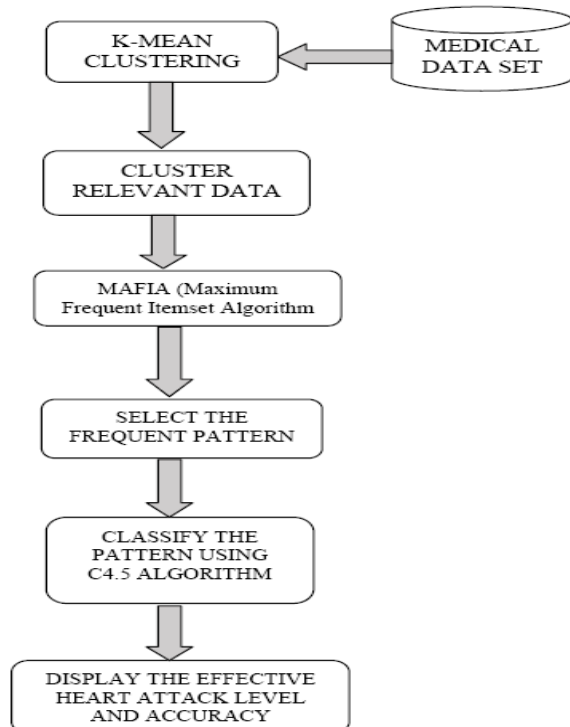 K-MEAN
CLUSTERING
MEDICAL
DATA SET
CLUSTER
RELEVANT DATA
MAFIA (Maximum
Frequent Itemset Algorithm
SELECT THE
FREQUENT PATTERN
CLASSIFY THE
PATTERN USING
C4.5 ALGORITHM
DISPLAY THE EFFECTIVE
HEART ATTACK LEVEL
AND ACCURACY